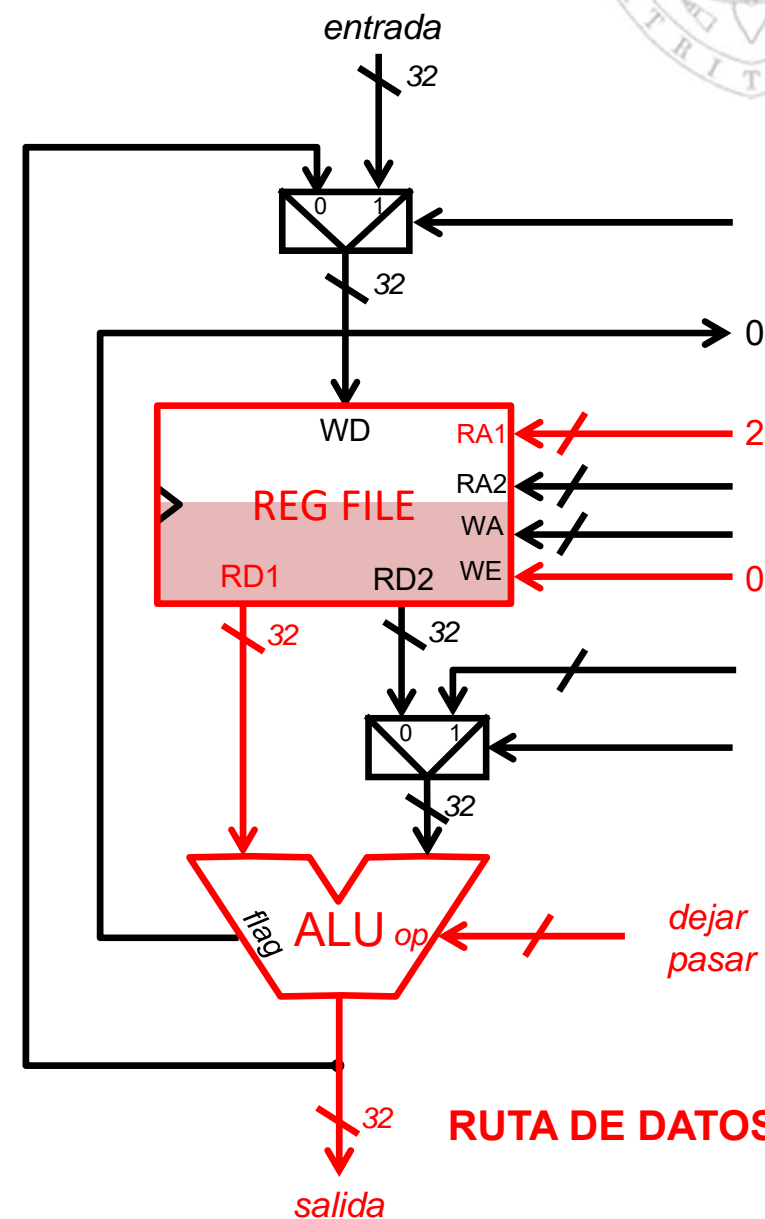 entrada
32
0 1
32
0
WD
RA1
2
RA2
REG FILE
WA
RD1
RD2
WE
0
32
32
0 1
32
flag
ALU
op
dejar
pasar
32
RUTA DE DATOS
salida